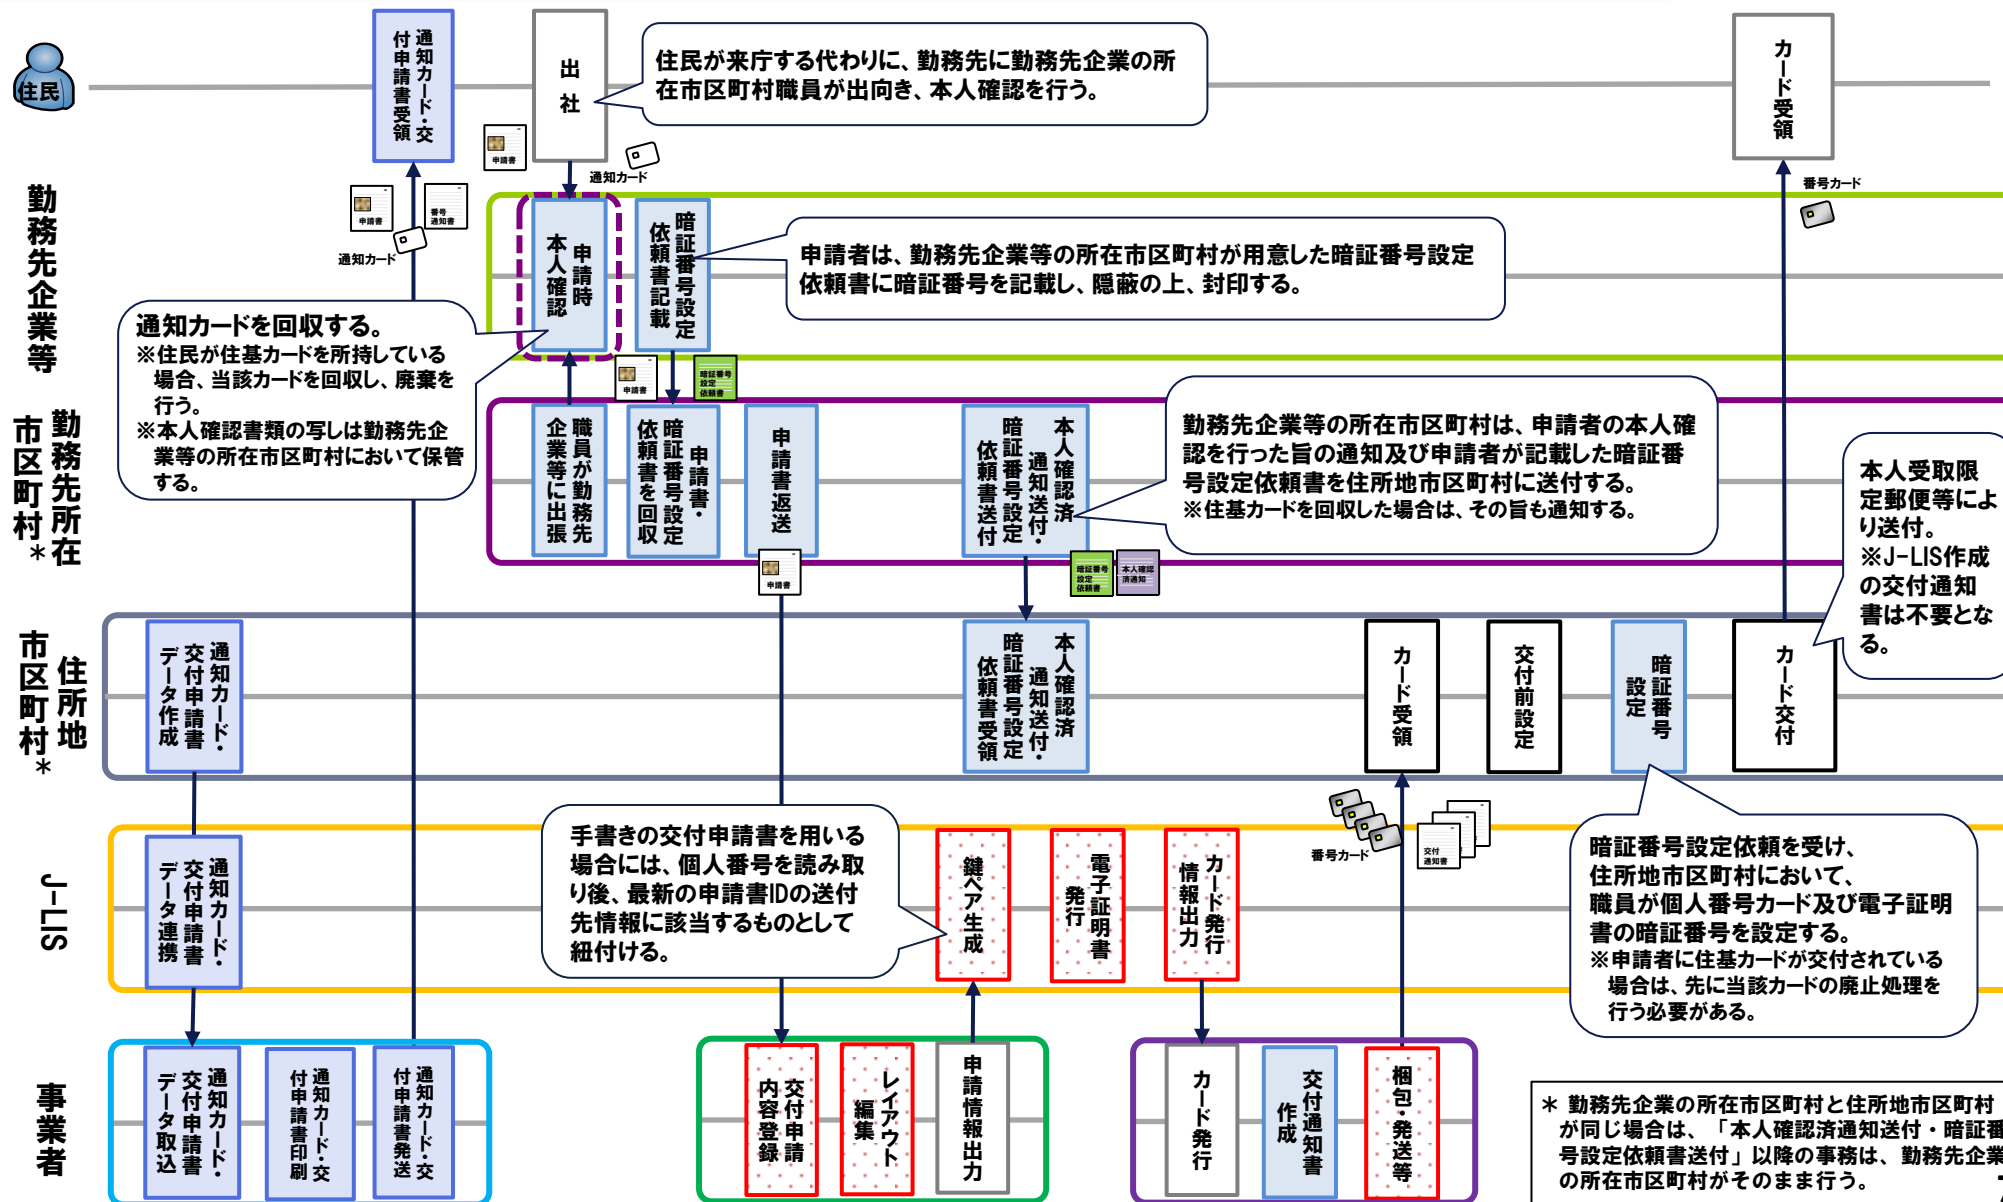 住民
通知カード・交
付申請書受領
出社
住民が来庁する代わりに、勤務先に勤務先企業の所
在市区町村職員が出向き、本人確認を行う。
カード受領
申請書
通知カード
申請書
番号
通知書
通知カード
番号カード
勤務先企業等
申請時
本人確認
暗証番号設定
依頼書記載
申請者は、勤務先企業等の所在市区町村が用意した暗証番号設定
依頼書に暗証番号を記載し、隠蔽の上、封印する。
通知カードを回収する。
※住民が住基カードを所持している
場合、当該カードを回収し、廃棄を
行う。
※本人確認書類の写しは勤務先企
業等の所在市区町村において保管
する。
申請書
暗証番号
設定
依頼書
勤務先所在
市区町村*
職員が勤務先
企業等に出張
申請書・
暗証番号設定
依頼書を回収
申請書返送
本人確認済
通知送付・
暗証番号設定
依頼書送付
勤務先企業等の所在市区町村は、申請者の本人確
認を行った旨の通知及び申請者が記載した暗証番
号設定依頼書を住所地市区町村に送付する。
※住基カードを回収した場合は、その旨も通知する。
本人受取限
定郵便等によ
り送付。
※J-LIS作成
の交付通知
書は不要とな
る。
申請書
暗証番号
設定
依頼書
本人確認
済通知
住所地
市区町村*
通知カード・
交付申請書
データ作成
本人確認済
通知送付・
暗証番号設定
依頼書受領
カード受領
交付前設定
暗証番号
設定
カード交付
番号カード
交付
通知書
J-LIS
通知カード・
交付申請書
データ連携
手書きの交付申請書を用いる
場合には、個人番号を読み取
り後、最新の申請書IDの送付
先情報に該当するものとして
紐付ける。
鍵ペア生成
電子証明書
発行
カード発行
情報出力
暗証番号設定依頼を受け、
住所地市区町村において、
職員が個人番号カード及び電子証明
書の暗証番号を設定する。
※申請者に住基カードが交付されている
場合は、先に当該カードの廃止処理を
行う必要がある。
事業者
通知カード・
交付申請書
データ取込
通知カード・交
付申請書印刷
通知カード・交
付申請書発送
交付申請
内容登録
レイアウト
編集
申請情報出力
カード発行
交付通知書
作成
梱包・発送等
* 勤務先企業の所在市区町村と住所地市区町村
が同じ場合は、「本人確認済通知送付・暗証番
号設定依頼書送付」以降の事務は、勤務先企業
の所在市区町村がそのまま行う。